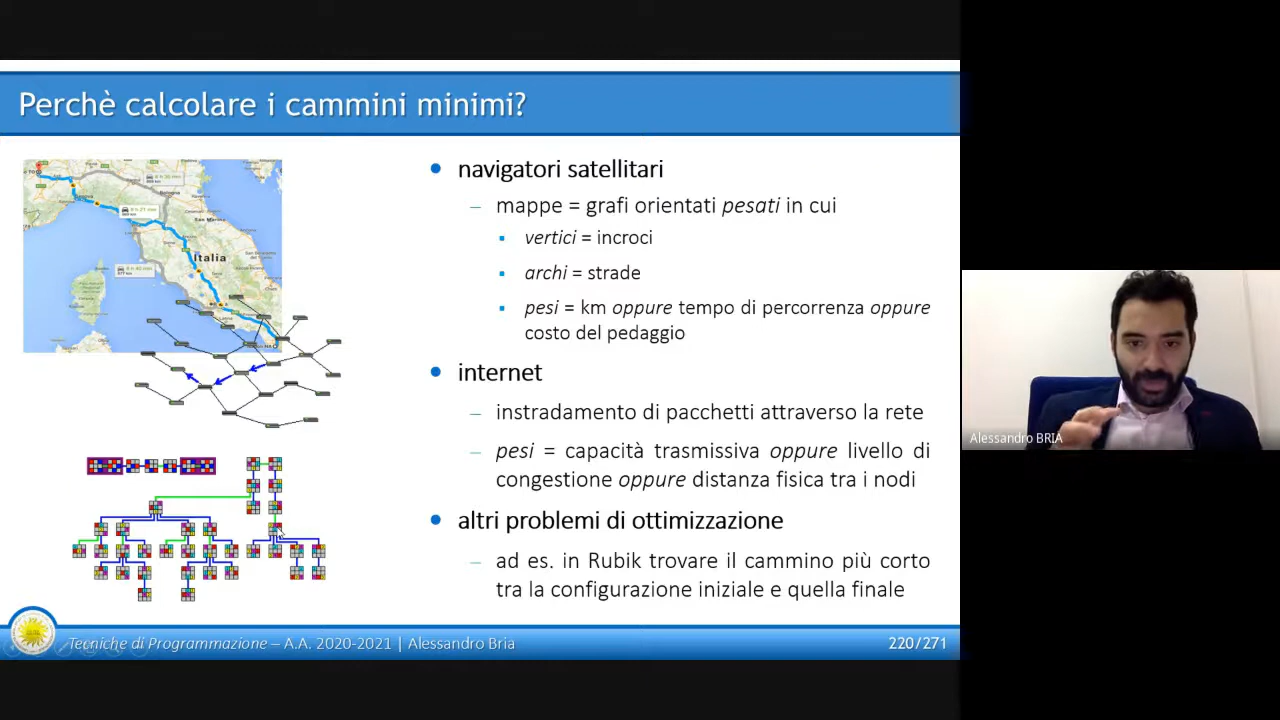 Perchè calcolare i cammini minimi?
Italia
navigatori satellitari
mappe = grafi orientati pesati in cui
vertici = incroci
archi = strade
pesi = km oppure tempo di percorrenza oppure
costo del pedaggio
internet
instradamento di pacchetti attraverso la rete
pesi = capacità trasmissiva oppure livello di
congestione oppure distanza fisica tra i nodi
altri problemi di ottimizzazione
ad es. in Rubik trovare il cammino più corto
tra la configurazione iniziale e quella finale
Tecniche di Programmazione – A.A. 2020-2021 | Alessandro Bria
220/271
Alessandro BRIA